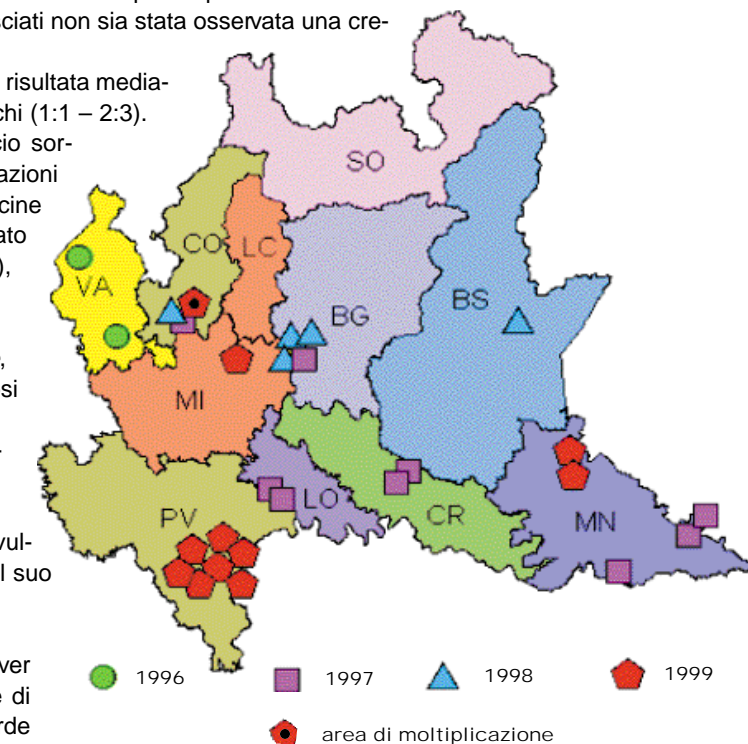 sciati non sia stata osservata una cre-
risultata media-
chi (1:1 – 2:3).
cio sor-
azioni
cine
ato
),
,
si
.
vul-
l suo
ver
e di
rde
SO
CO
LC
VA
BG
BS
MI
PV
LO
CR
MN
1996
1997
1998
1999
area di moltiplicazione